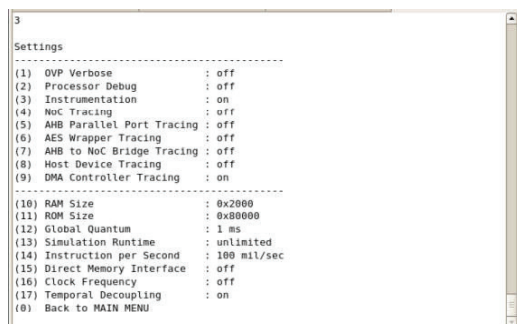 3
Settings
-------------------------------------------
(1) OVP Verbose : off
(2) Processor Debug : off
(3) Instrumentation : on
(4) NoC Tracing : off
(5) AHB Parallel Port Tracing : off
(6) AES Wrapper Tracing : off
(7) AHB to NoC Bridge Tracing : off
(8) Host Device Tracing : off
(9) DMA Controller Tracing : on
-------------------------------------------
(10) RAM Size : 0x2000
(11) ROM Size : 0x80000
(12) Global Quantum : 1 ms
(13) Simulation Runtime : unlimited
(14) Instruction per Second : 100 mil/sec
(15) Direct Memory Interface : off
(16) Clock Frequency : off
(17) Temporal Decoupling : on
(0) Back to MAIN MENU